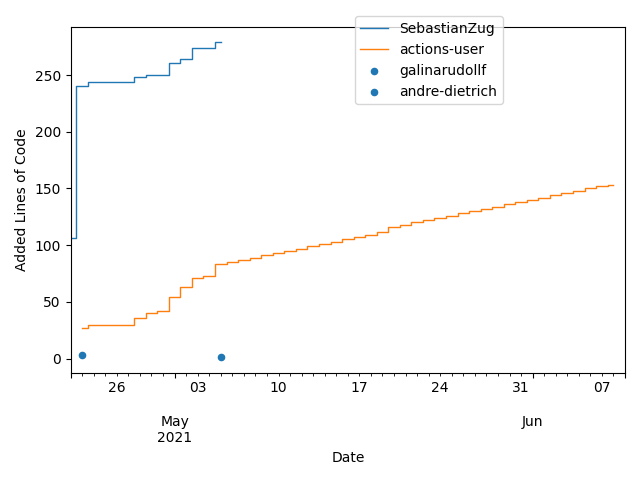 SebastianZug
actions-user
galinarudollf
andre-dietrich
Added Lines of Code
250
200
150
100
50
0
26 03 10 17 24 31 07
May Jun
2021
Date